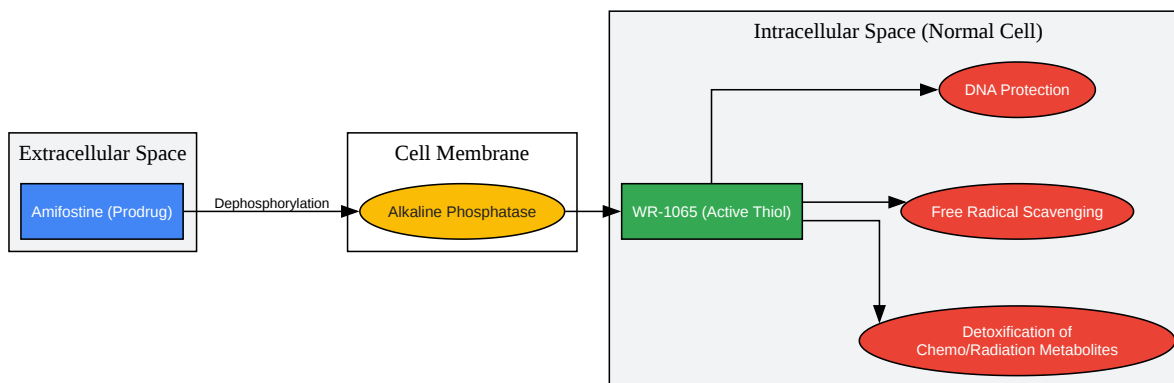 Extracellular Space
Amifostine (Prodrug)
Dephosphorylation
Cell Membrane
Alkaline Phosphatase
Intracellular Space (Normal Cell)
WR-1065 (Active Thiol)
DNA Protection
Free Radical Scavenging
Detoxification of
Chemo/Radiation Metabolites